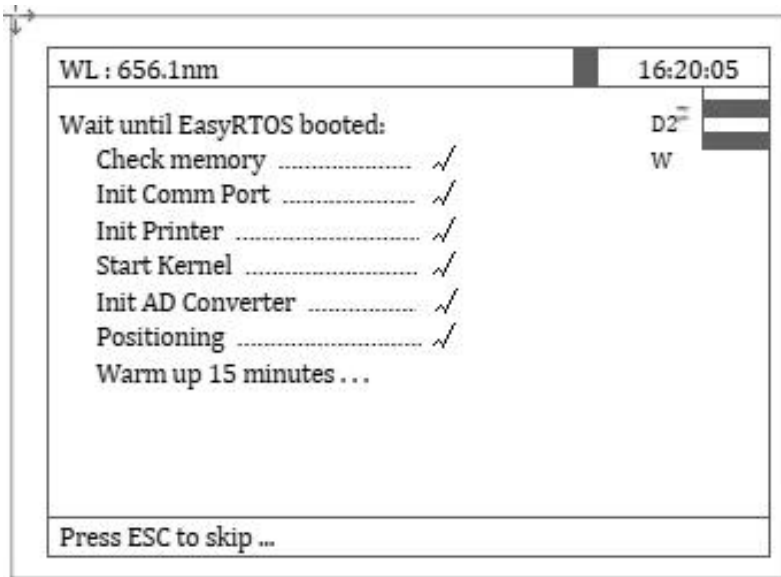 WL : 656.1nm 16:20:05
Wait until EasyRTOS booted: D2
Check memory .......................... √ W
Init Comm Port .......................... √
Init Printer .................................... √
Start Kernel .................................. √
Init AD Converter ..................... √
Positioning .................................... √
Warm up 15 minutes . . .
Press ESC to skip ...